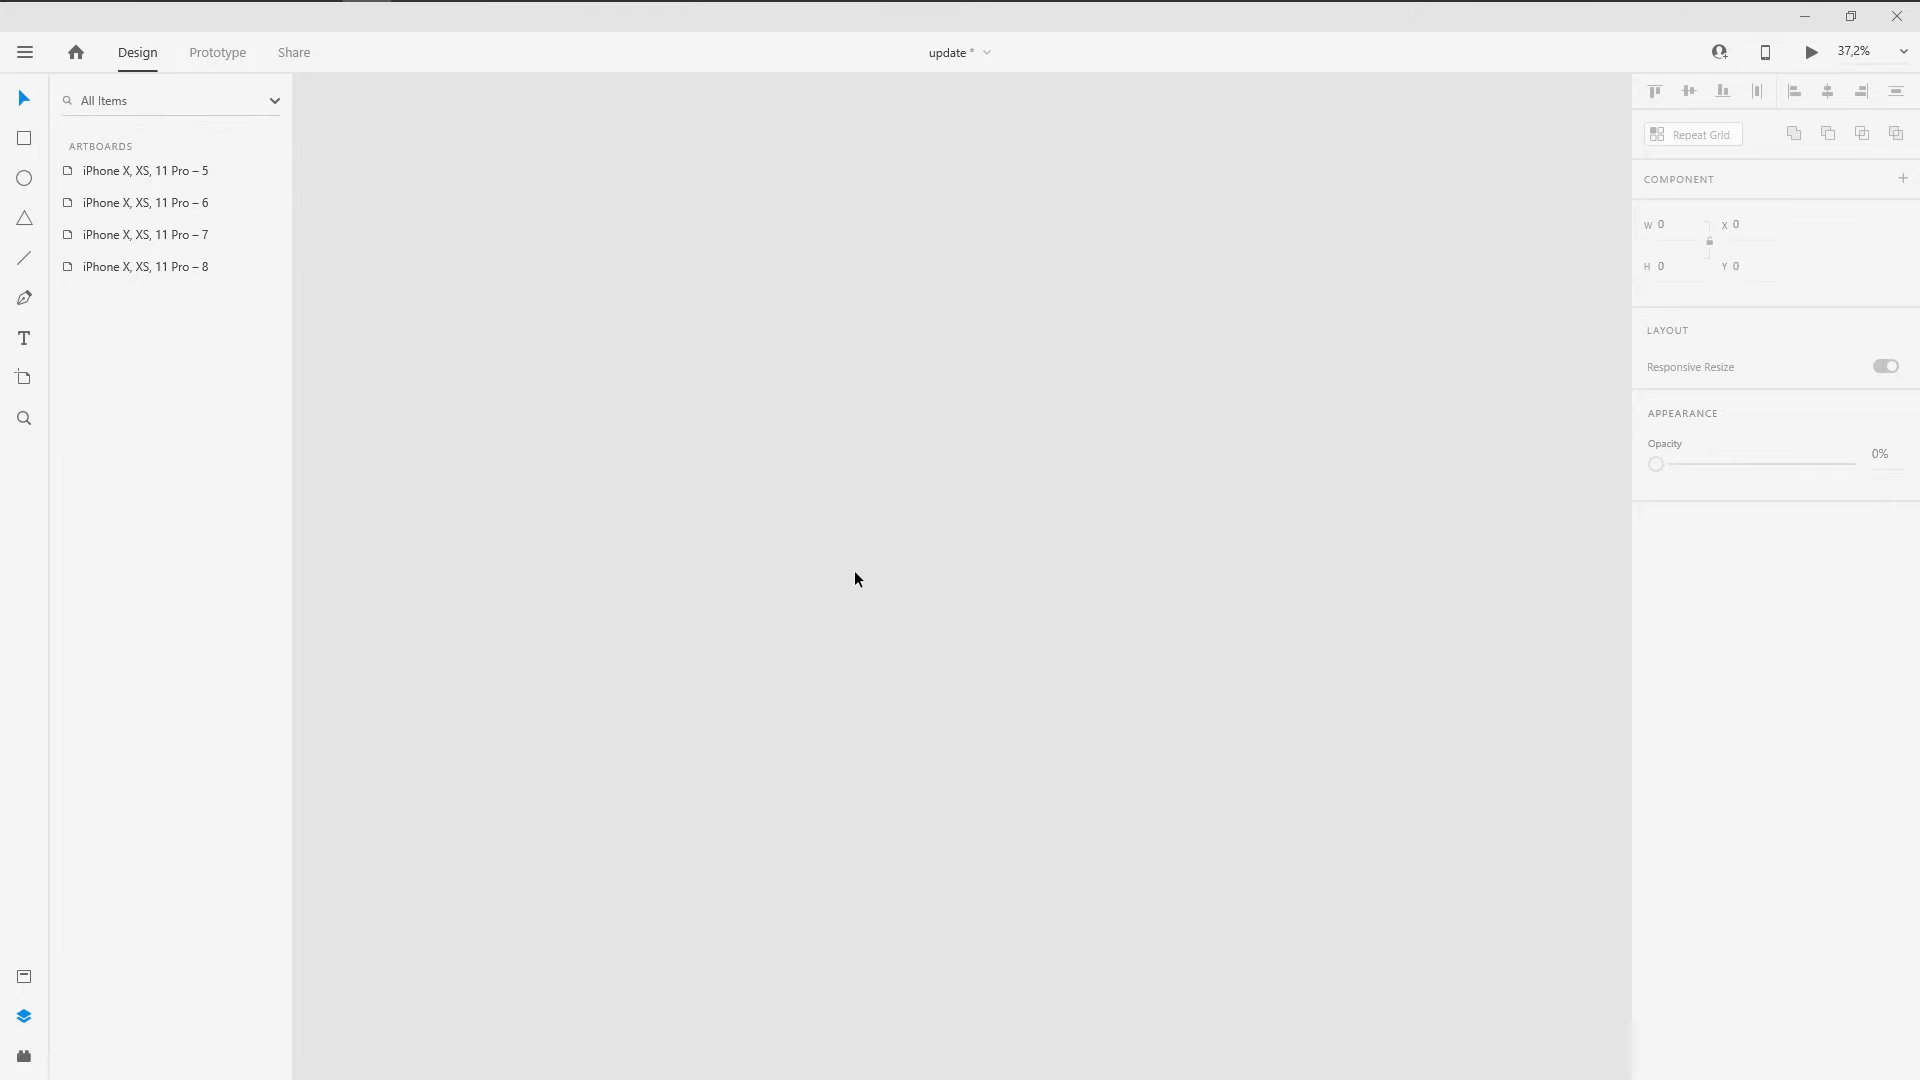 Design
Prototype
Share
update *
37,2%
All Items
ARTBOARDS
iPhone X, XS, 11 Pro – 5
iPhone X, XS, 11 Pro – 6
iPhone X, XS, 11 Pro – 7
iPhone X, XS, 11 Pro – 8
Repeat Grid
COMPONENT
W 0 X 0
H 0 Y 0
LAYOUT
Responsive Resize
APPEARANCE
Opacity
0%